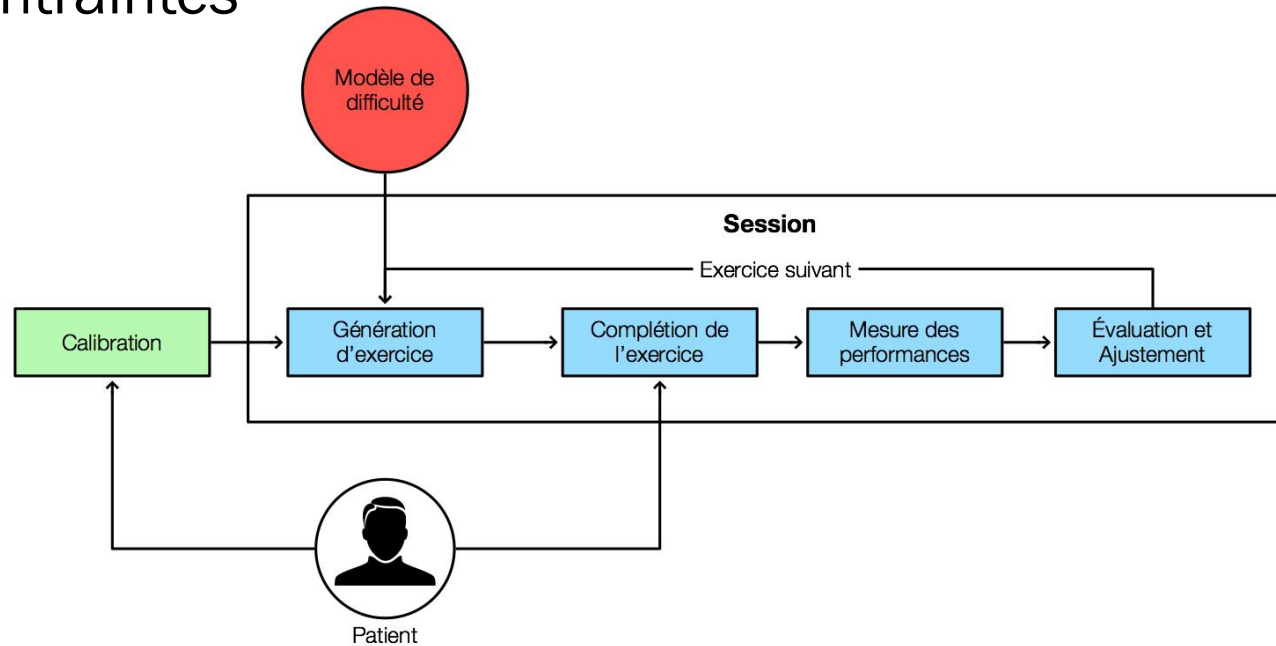 ntraintes
Modèle de
difficulté
Session
Exercice suivant
Calibration
Génération
d'exercice
Complétion de
l'exercice
Mesure des
performances
Évaluation et
Ajustement
Patient